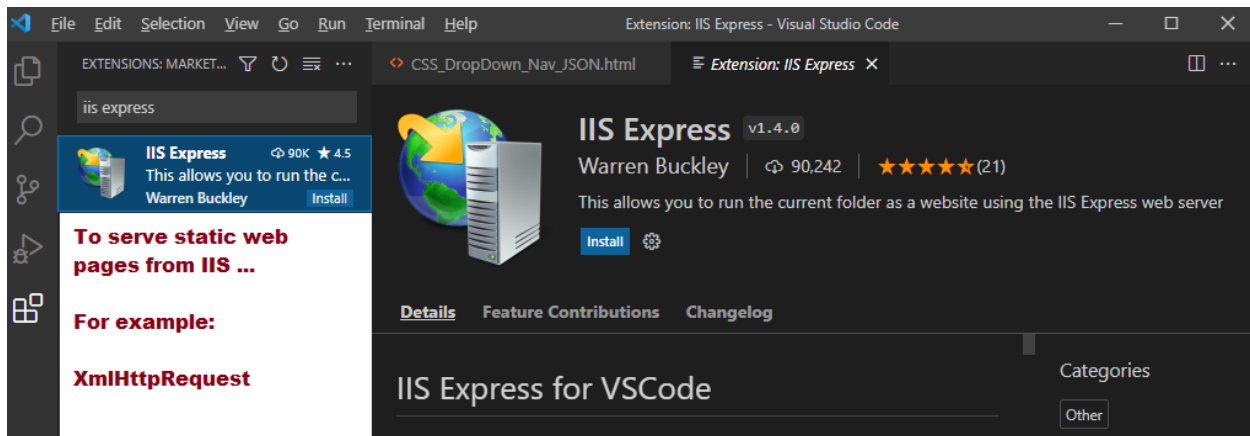 File Edit Selection View Go Run Terminal Help
Extension: IIS Express - Visual Studio Code
EXTENSIONS: MARKET...
iis express
IIS Express 90K ★ 4.5
This allows you to run the c...
Warren Buckley Install
To serve static web
pages from IIS ...
For example:
XmlHttpRequest
CSS_DropDown_Nav_JSON.html
Extension: IIS Express
IIS Express v1.4.0
Warren Buckley | 90,242 | (21)
This allows you to run the current folder as a website using the IIS Express web server
Install
Details Feature Contributions Changelog
IIS Express for VSCode
Categories
Other